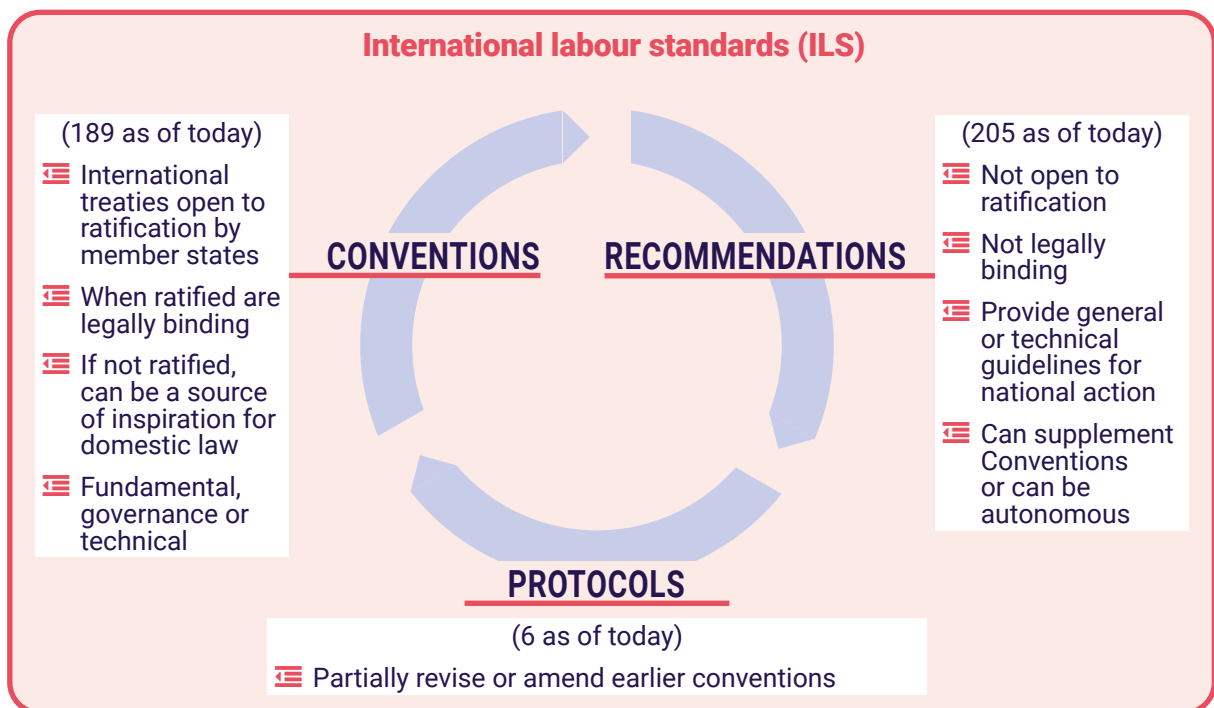 International labour standards (ILS)
(189 as of today)
International
treaties open to
ratification by
member states
When ratified are
legally binding
If not ratified,
can be a source
of inspiration for
domestic law
Fundamental,
governance or
technical
CONVENTIONS
RECOMMENDATIONS
(205 as of today)
Not open to
ratification
Not legally
binding
Provide general
or technical
guidelines for
national action
Can supplement
Conventions
or can be
autonomous
PROTOCOLS
(6 as of today)
Partially revise or amend earlier conventions